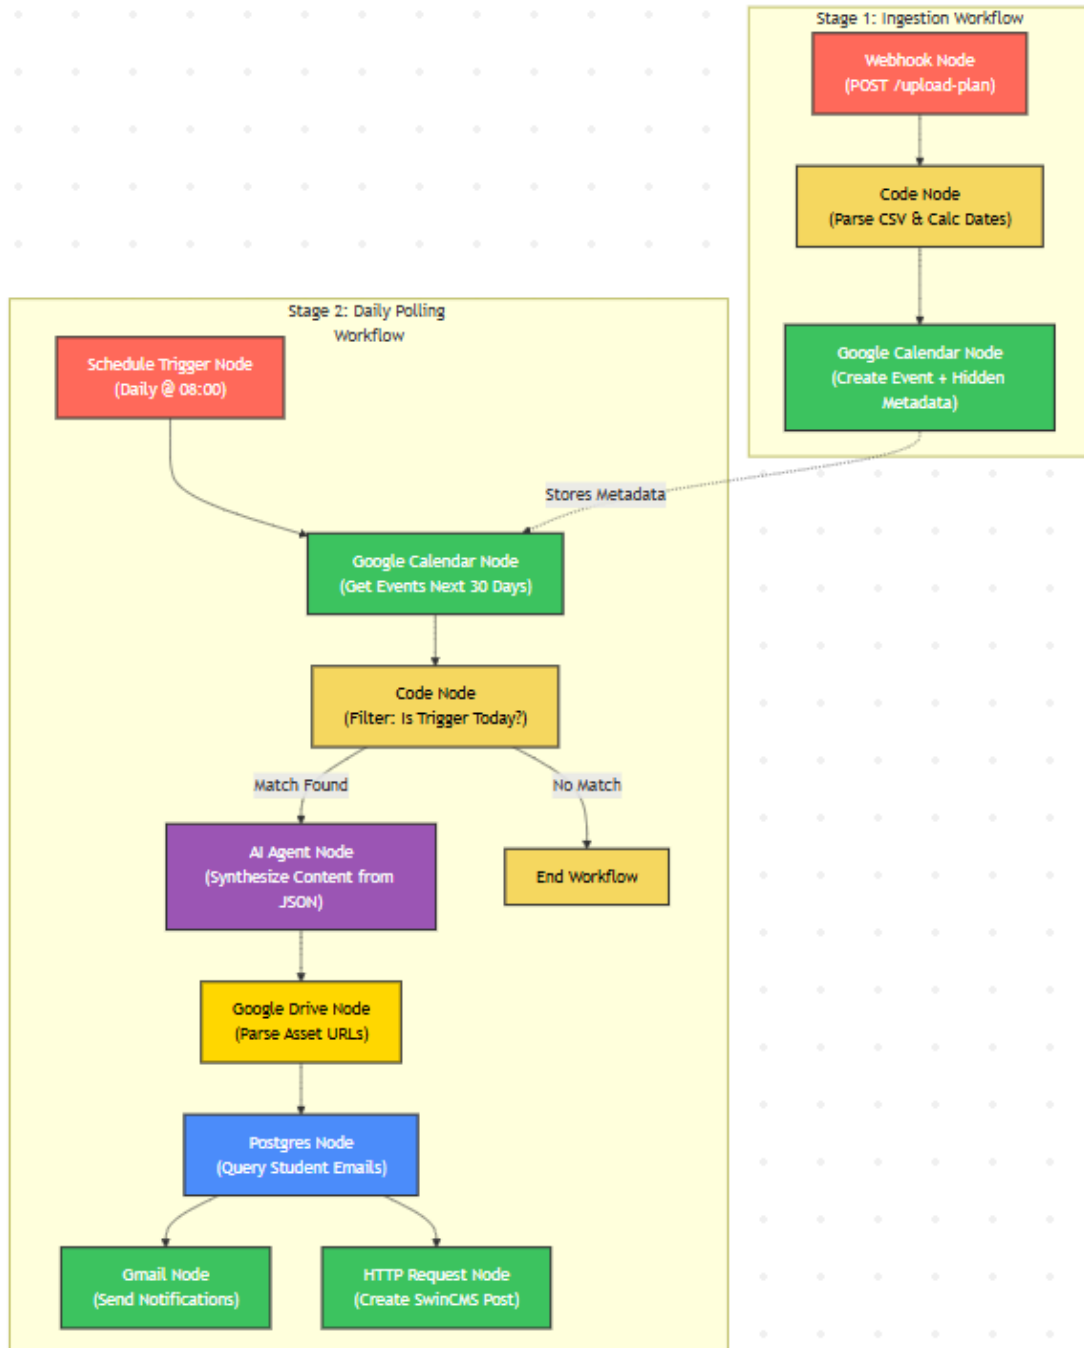 Stage 1: Ingestion Workflow
Webhook Node
(POST /upload-plan)
Code Node
(Parse CSV & Calc Dates)
Google Calendar Node
(Create Event + Hidden
Metadata)
Stage 2: Daily Polling
Workflow
Schedule Trigger Node
(Daily @ 08:00)
Stores Metadata
Google Calendar Node
(Get Events Next 30 Days)
Code Node
(Filter: Is Trigger Today?)
Match Found
No Match
AI Agent Node
(Synthesize Content from
JSON)
End Workflow
Google Drive Node
(Parse Asset URLs)
Postgres Node
(Query Student Emails)
Gmail Node
(Send Notifications)
HTTP Request Node
(Create SwinCMS Post)